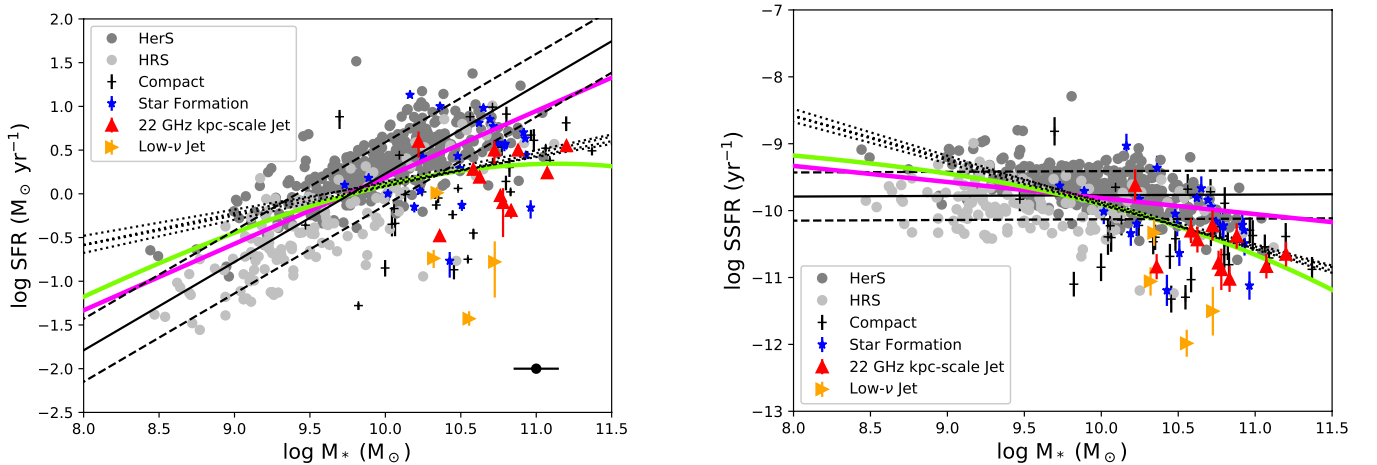 2.0
1.5
1.0
0.5
0.0
−0.5
−1.0
−1.5
−2.0
−2.5
log SFR (M⊙ yr⁻¹)
HerS
HRS
Compact
Star Formation
22 GHz kpc-scale Jet
Low-ν Jet
8.0 8.5 9.0 9.5 10.0 10.5 11.0 11.5
log M* (M⊙)
−7
−8
−9
−10
−11
−12
−13
log SSFR (yr⁻¹)
HerS
HRS
Compact
Star Formation
22 GHz kpc-scale Jet
Low-ν Jet
8.0 8.5 9.0 9.5 10.0 10.5 11.0 11.5
log M* (M⊙)